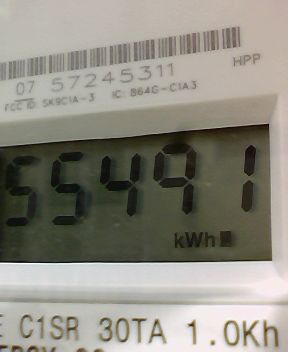 HPP
07 57245311
FCC ID: SK9C1A-3 IC: 864G-C1A3
55491
kWh
C1SR 30TA 1.0Kh